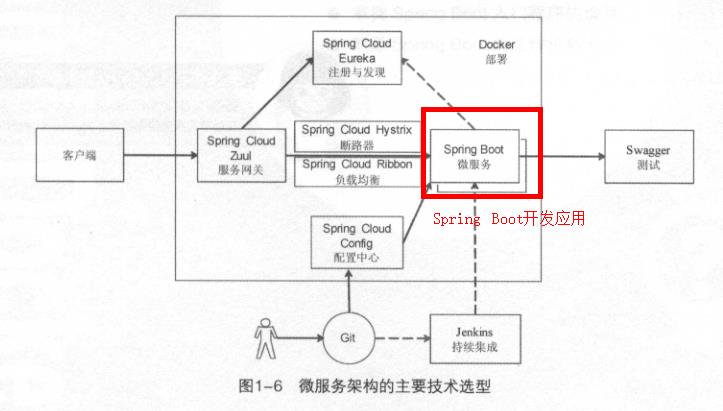 Spring Cloud
Eureka
注册与发现
Docker
部署
客户端
Spring Cloud
Zuul
服务网关
Spring Cloud Hystrix
断路器
Spring Cloud Ribbon
负载均衡
Spring Boot
微服务
Swagger
测试
Spring Boot开发应用
Spring Cloud
Config
配置中心
Git
Jenkins
持续集成
图1-6 微服务架构的主要技术选型